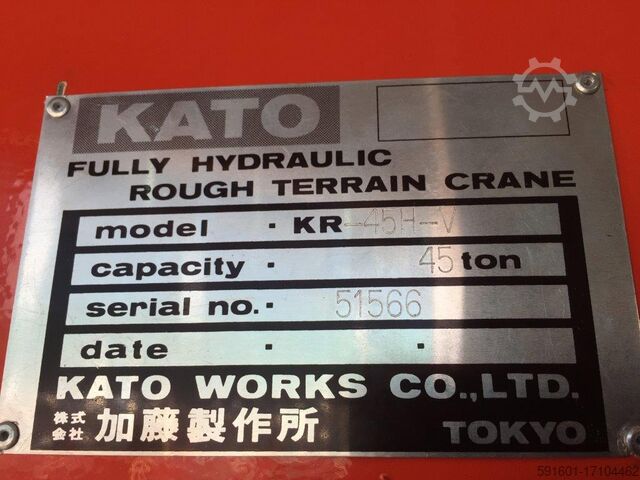 KATO
FULLY HYDRAULIC
ROUGH TERRAIN CRANE
model · KR-45H-V
capacity · 45 ton
serial no. · 51566
date · ·
KATO WORKS CO.,LTD.
株式会社 加藤製作所 TOKYO
591601-17104462